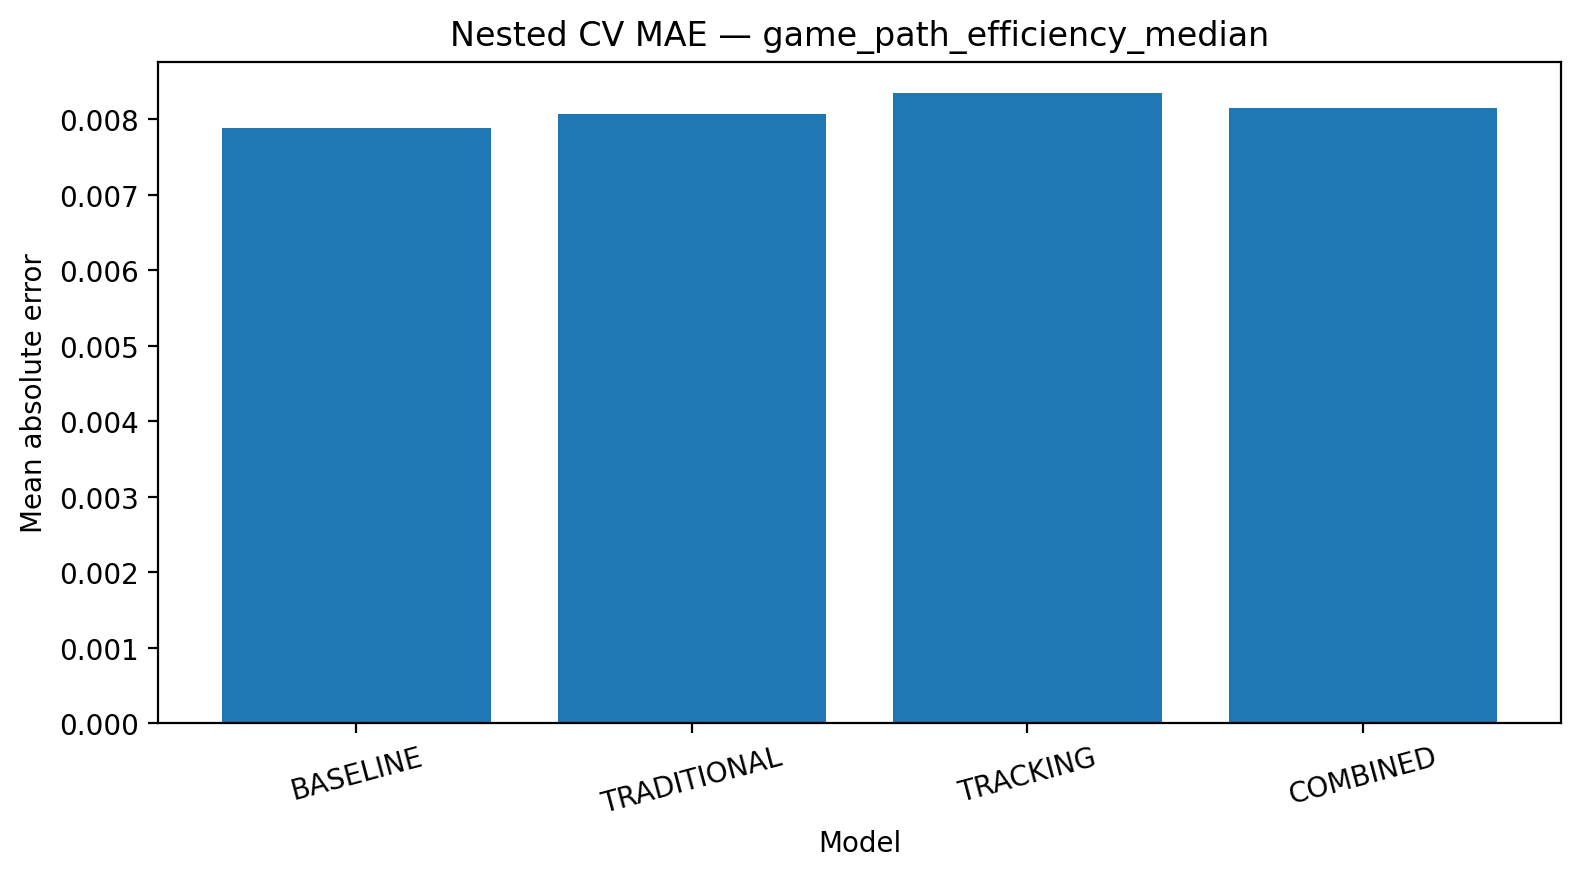 Nested CV MAE — game_path_efficiency_median
Mean absolute error
0.008
0.007
0.006
0.005
0.004
0.003
0.002
0.001
0.000
BASELINE
TRADITIONAL
TRACKING
COMBINED
Model